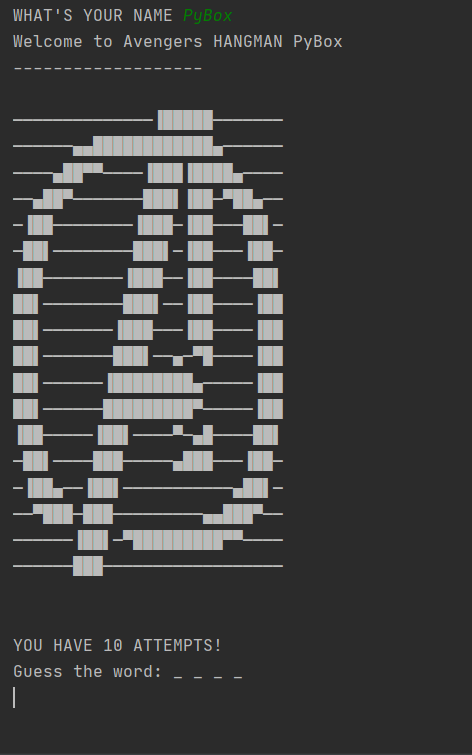 WHAT'S YOUR NAME PyBox
Welcome to Avengers HANGMAN PyBox
-------------------
YOU HAVE 10 ATTEMPTS!
Guess the word: _ _ _ _